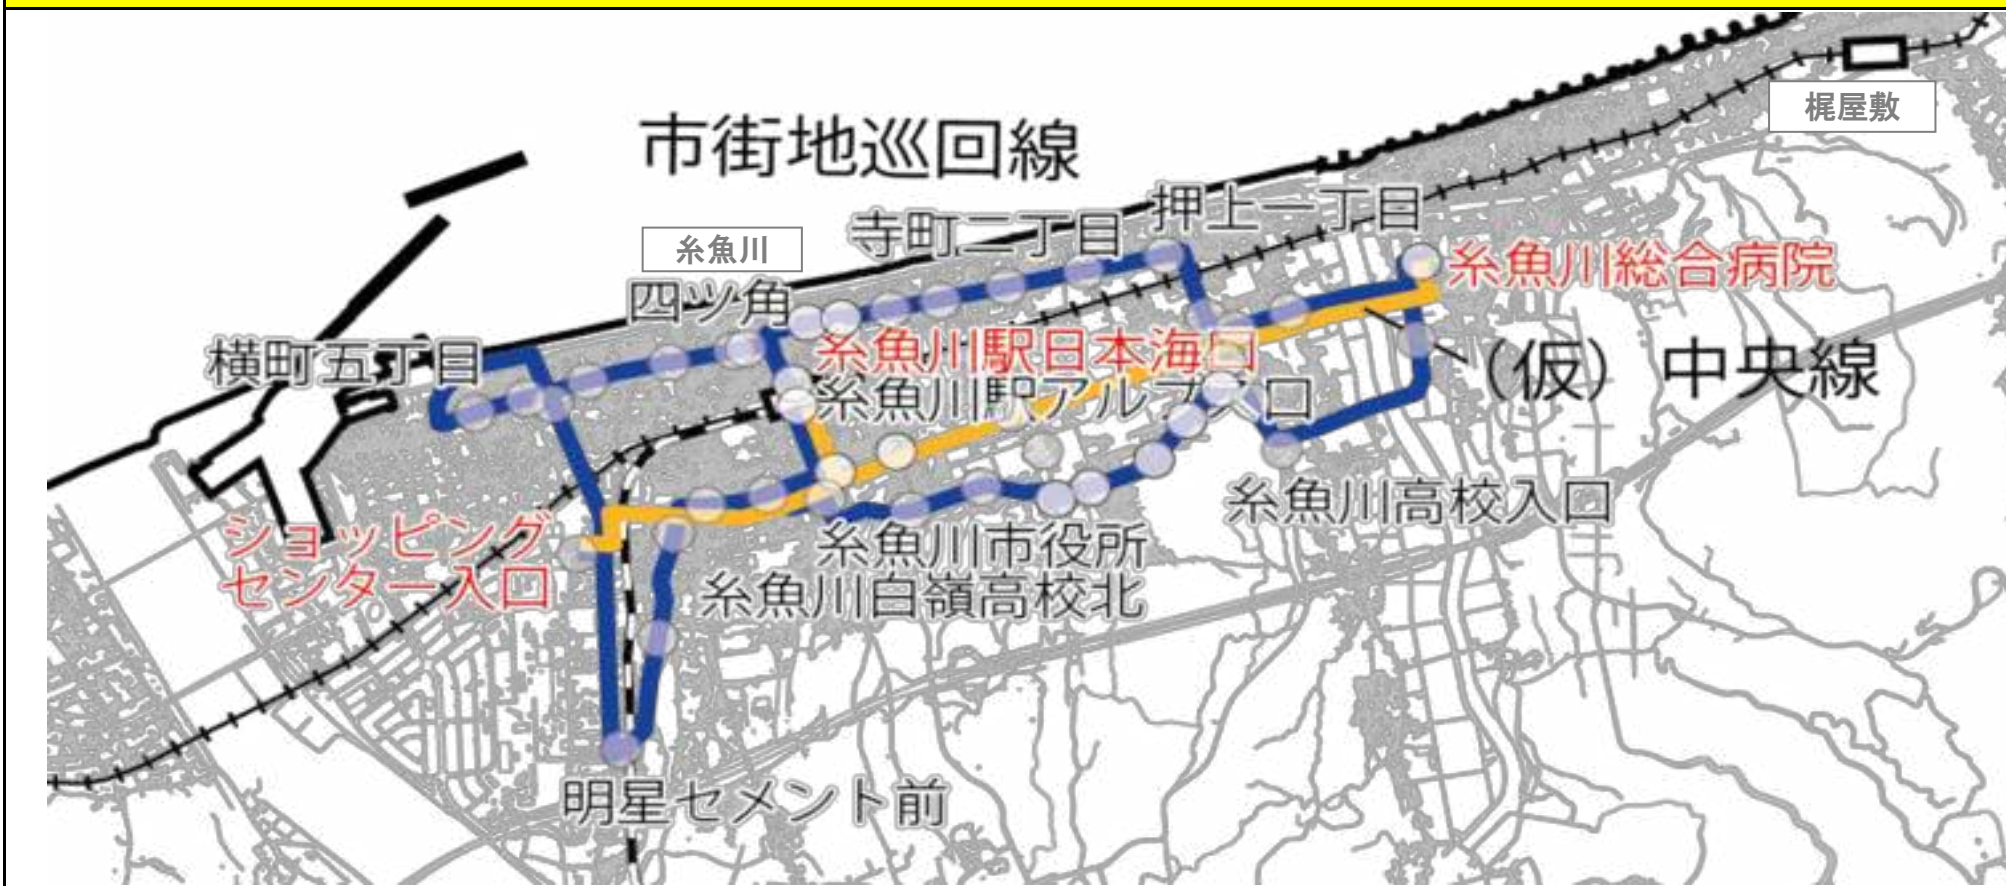 梶屋敷
市街地巡回線
押上一丁目
寺町二丁目
糸魚川
糸魚川総合病院
四ツ角
横町五丁目
糸魚川駅日本海口
糸魚川駅アルプス口
（仮）中央線
糸魚川高校入口
ショッピング
センター入口
糸魚川市役所
糸魚川白嶺高校北
明星セメント前